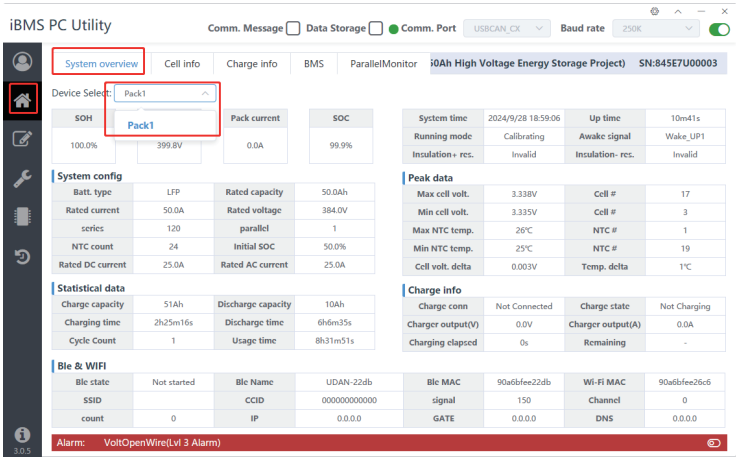 iBMS PC Utility
Comm. Message Data Storage Comm. Port USBCAN_CX Baud rate 250K
System overview Cell info Charge info BMS ParallelMonitor 50Ah High Voltage Energy Storage Project) SN:845E7U00003
Device Select: Pack1
Pack1
SOH Pack current SOC System time 2024/9/28 18:59:06 Up time 10m41s
100.0% 399.8V 0.0A 99.9% Running mode Calibrating Awake signal Wake_UP1
Insulation+ res. Invalid Insulation- res. Invalid
System config Peak data
Batt. type LFP Rated capacity 50.0Ah Max cell volt. 3.338V Cell # 17
Rated current 50.0A Rated voltage 384.0V Min cell volt. 3.335V Cell # 3
series 120 parallel 1 Max NTC temp. 26℃ NTC # 1
NTC count 24 Initial SOC 50.0% Min NTC temp. 25℃ NTC # 19
Rated DC current 25.0A Rated AC current 25.0A Cell volt. delta 0.003V Temp. delta 1℃
Statistical data Charge info
Charge capacity 51Ah Discharge capacity 10Ah Charge conn Not Connected Charge state Not Charging
Charging time 2h25m16s Discharge time 6h6m35s Charger output(V) 0.0V Charger output(A) 0.0A
Cycle Count 1 Usage time 8h31m51s Charging elapsed 0s Remaining -
Ble & WIFI
Ble state Not started Ble Name UDAN-22db Ble MAC 90a6bfee22db Wi-Fi MAC 90a6bfee26c6
SSID CCID 000000000000 signal 150 Channel 0
count 0 IP 0.0.0.0 GATE 0.0.0.0 DNS 0.0.0.0
Alarm: VoltOpenWire(Lvl 3 Alarm)
3.0.5